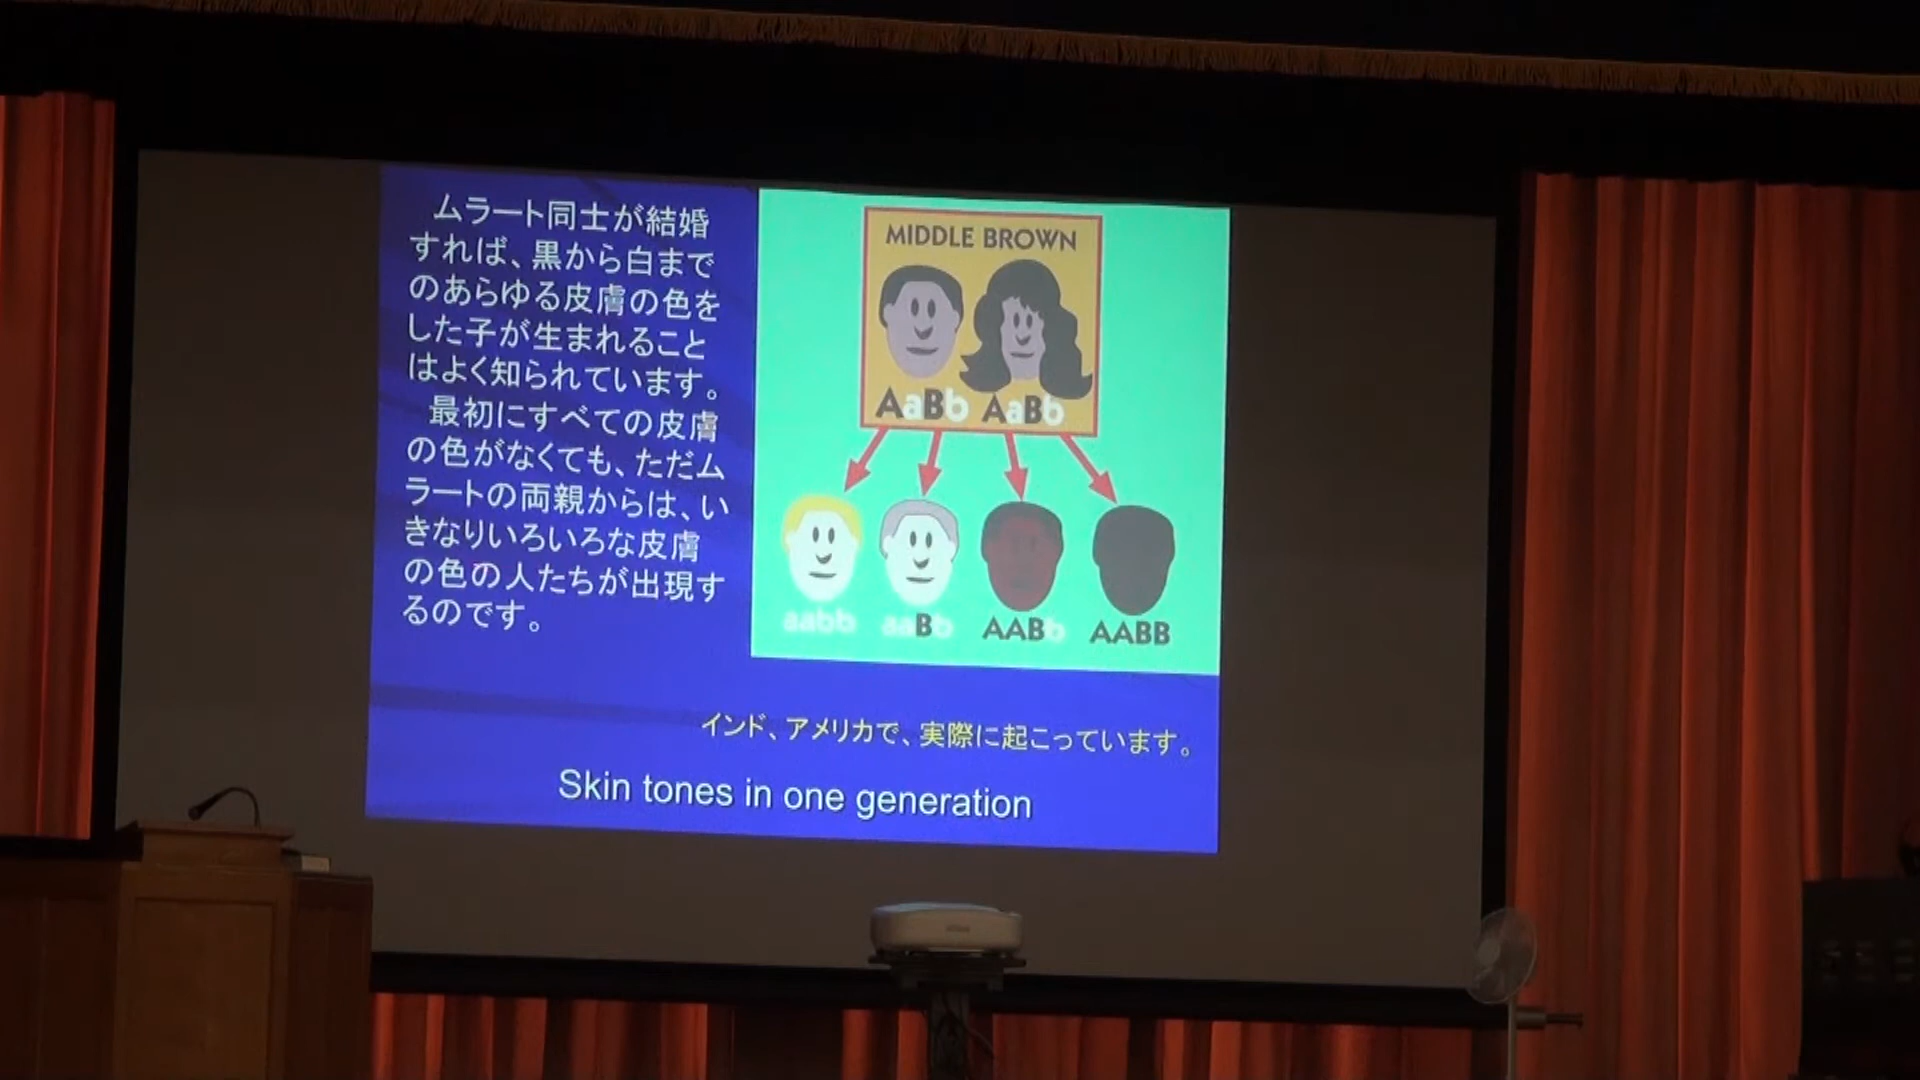 ムラート同士が結婚
すれば、黒から白まで
のあらゆる皮膚の色を
した子が生まれること
はよく知られています。
最初にすべての皮膚
の色がなくても、ただム
ラートの両親からは、い
きなりいろいろな皮膚
の色の人たちが出現す
るのです。
MIDDLE BROWN
AaBb AaBb
aabb aaBb AABb AABB
インド、アメリカで、実際に起こっています。
Skin tones in one generation